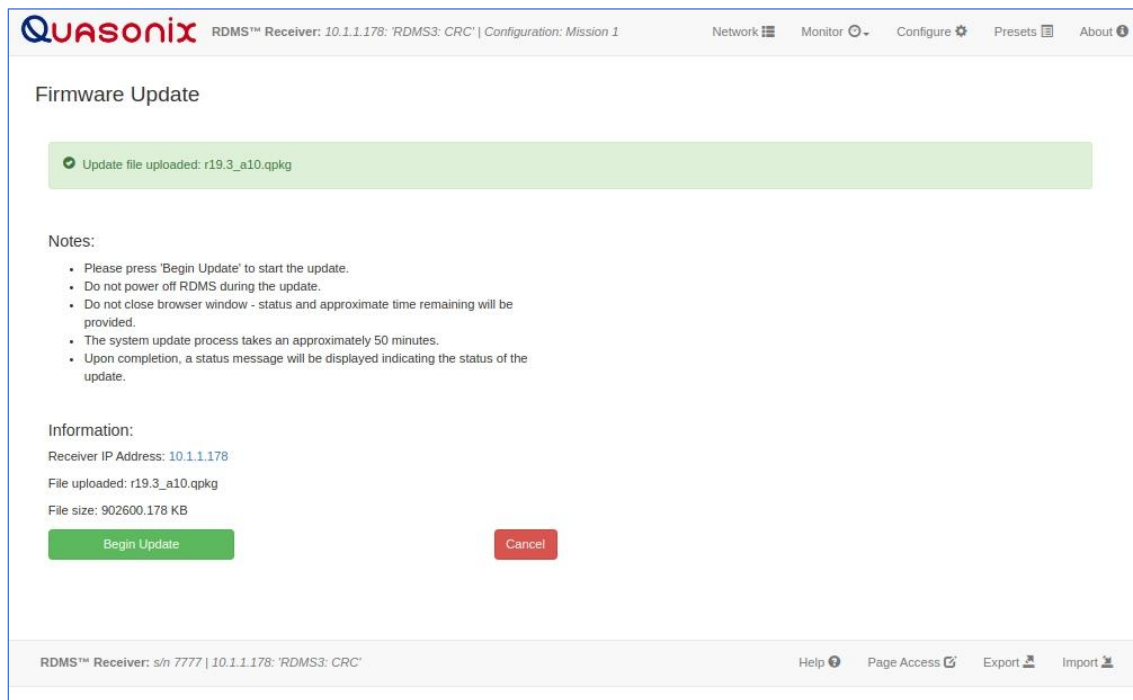 Quasonix RDMS™ Receiver: 10.1.1.178: 'RDMS3: CRC' | Configuration: Mission 1 Network Monitor Configure Presets About
Firmware Update
Update file uploaded: r19.3_a10.qpkg
Notes:
• Please press 'Begin Update' to start the update.
• Do not power off RDMS during the update.
• Do not close browser window - status and approximate time remaining will be
provided.
• The system update process takes an approximately 50 minutes.
• Upon completion, a status message will be displayed indicating the status of the
update.
Information:
Receiver IP Address: 10.1.1.178
File uploaded: r19.3_a10.qpkg
File size: 902600.178 KB
Begin Update Cancel
RDMS™ Receiver: s/n 7777 | 10.1.1.178: 'RDMS3: CRC' Help Page Access Export Import